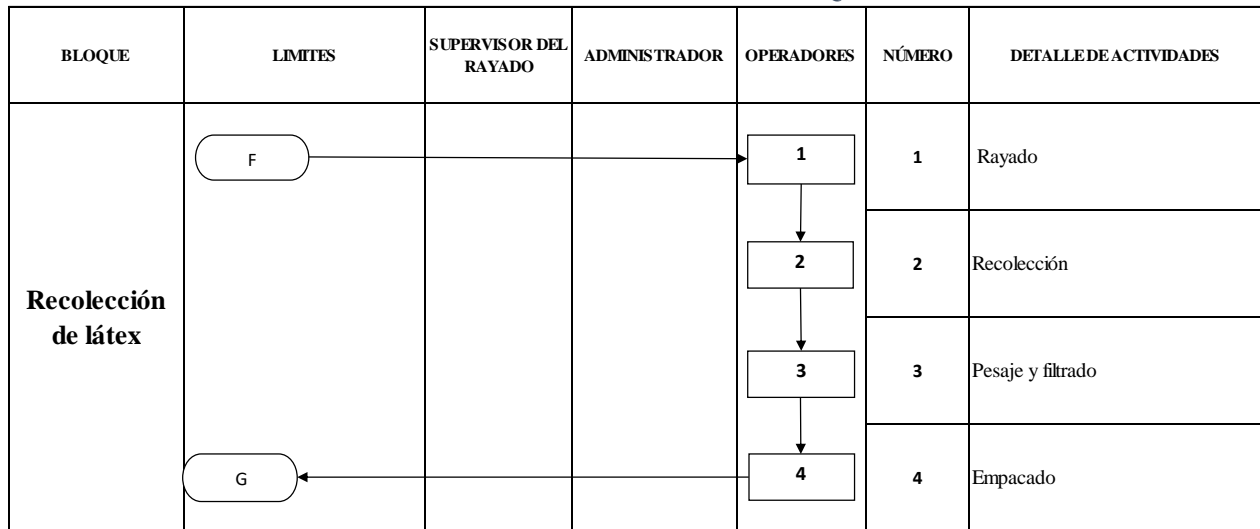 BLOQUE
LIMITES
SUPERVISOR DEL
RAYADO
ADMINISTRADOR
OPERADORES
NÚMERO
DETALLE DE ACTIVIDADES
Recolección
de látex
F
1
1
Rayado
2
2
Recolección
3
3
Pesaje y filtrado
G
4
4
Empacado